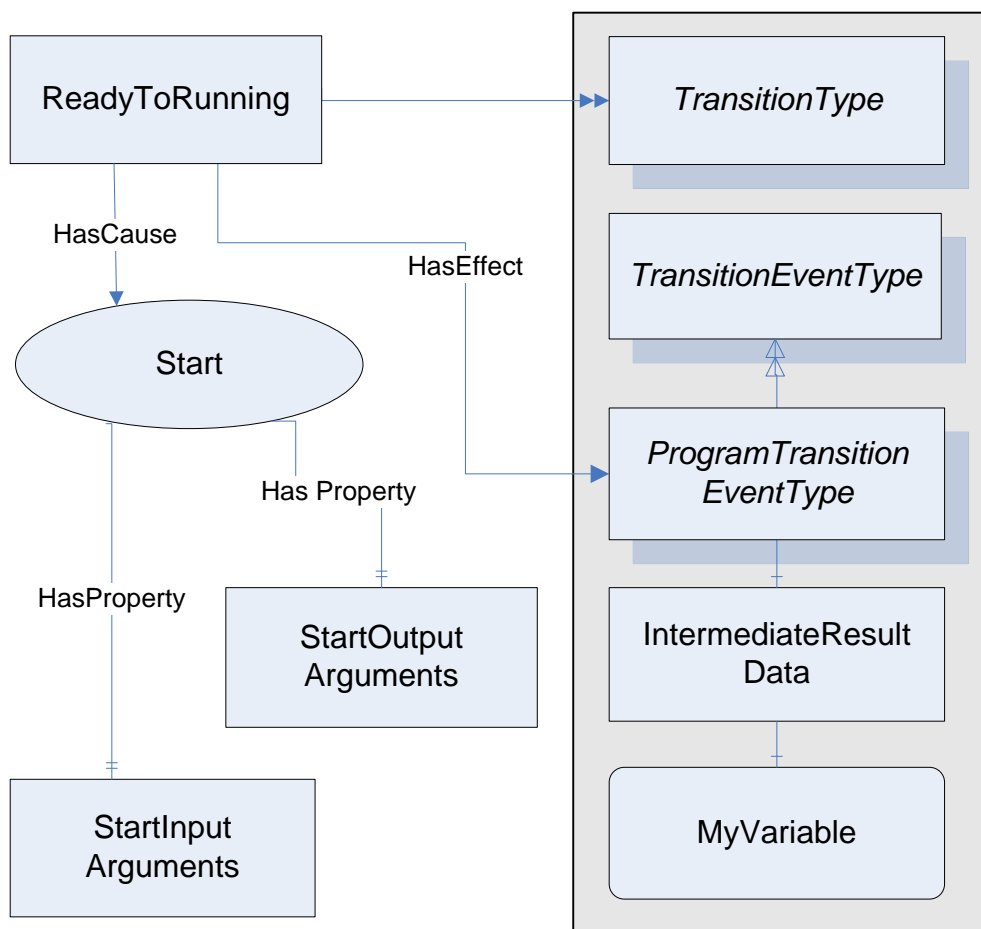 ReadyToRunning
TransitionType
HasCause
HasEffect
TransitionEventType
Start
ProgramTransition
EventType
Has Property
HasProperty
StartOutput
Arguments
IntermediateResult
Data
StartInput
Arguments
MyVariable